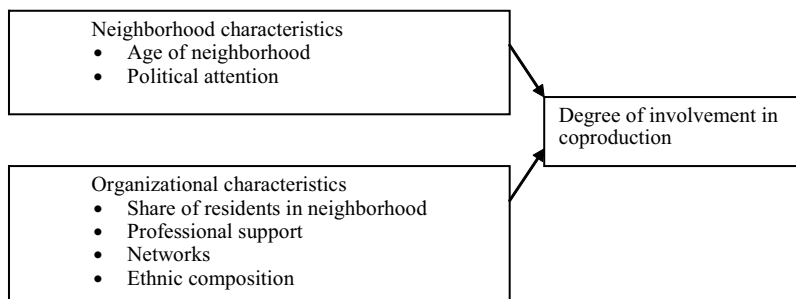 Neighborhood characteristics
• Age of neighborhood
• Political attention
Degree of involvement in
coproduction
Organizational characteristics
• Share of residents in neighborhood
• Professional support
• Networks
• Ethnic composition